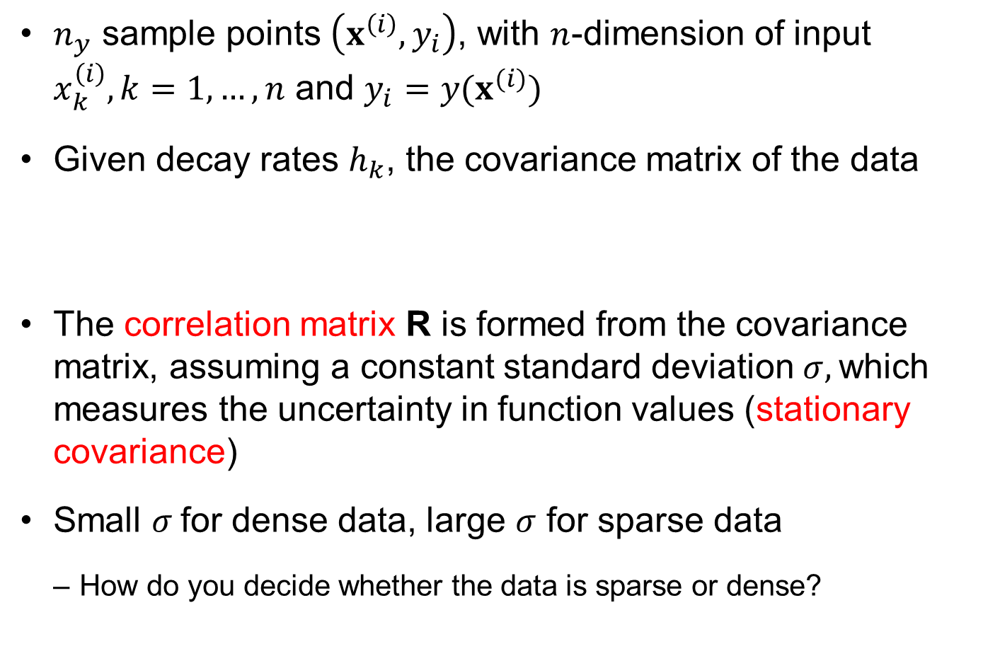 • $n_y$ sample points $(\mathbf{x}^{(i)}, y_i)$, with $n$-dimension of input
$x_k^{(i)}, k = 1, \ldots, n$ and $y_i = y(\mathbf{x}^{(i)})$
• Given decay rates $h_k$, the covariance matrix of the data
• The correlation matrix R is formed from the covariance
matrix, assuming a constant standard deviation $\sigma$, which
measures the uncertainty in function values (stationary
covariance)
• Small $\sigma$ for dense data, large $\sigma$ for sparse data
– How do you decide whether the data is sparse or dense?